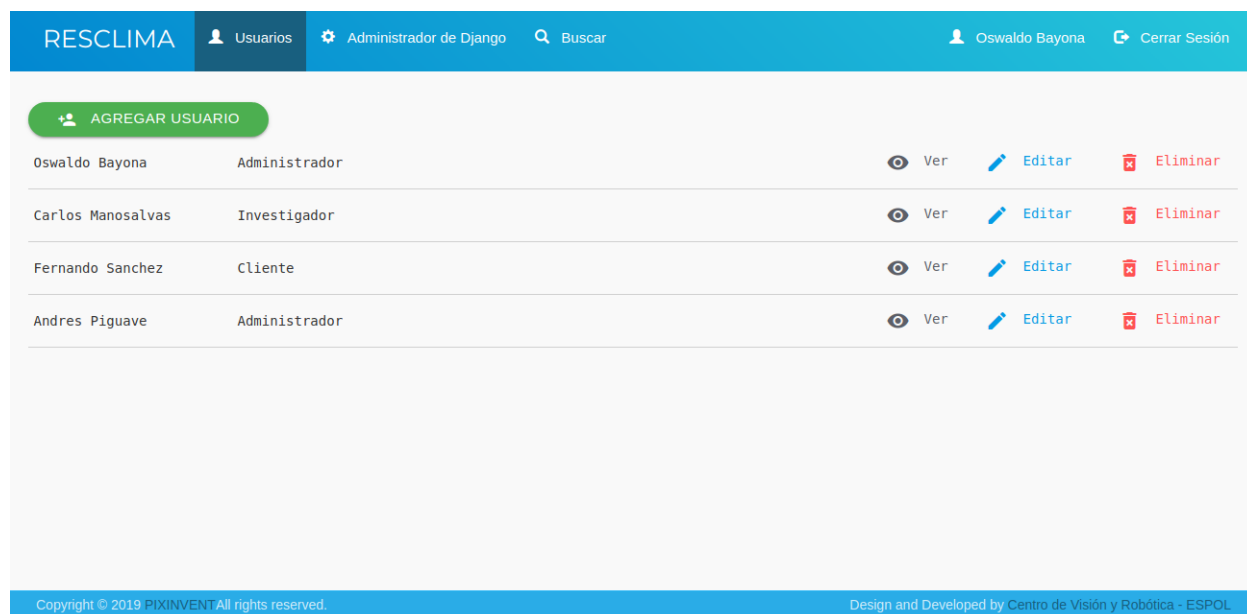 RESCLIMA Usuarios Administrador de Django Buscar Oswaldo Bayona Cerrar Sesión
AGREGAR USUARIO
Oswaldo Bayona Administrador Ver Editar Eliminar
Carlos Manosalvas Investigador Ver Editar Eliminar
Fernando Sanchez Cliente Ver Editar Eliminar
Andres Piguave Administrador Ver Editar Eliminar
Copyright © 2019 PIXINVENTAll rights reserved. Design and Developed by Centro de Visión y Robótica - ESPOL